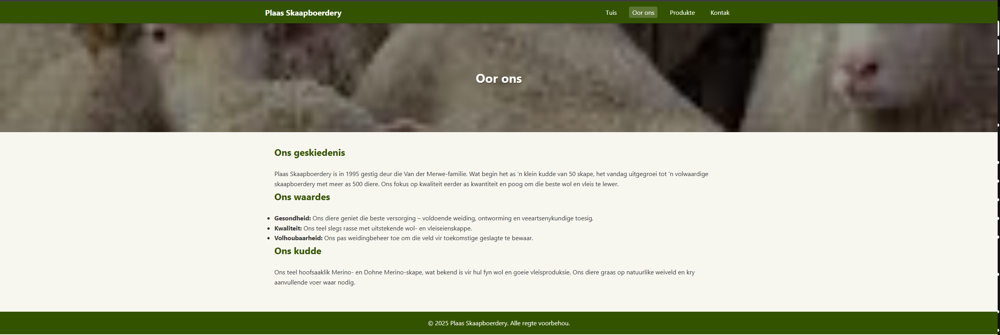 Plaas Skaapboerdery
Tuis Oor ons Produkte Kontak
Oor ons
Ons geskiedenis
Plaas Skaapboerdery is in 1995 gestig deur die Van der Merwe-familie. Wat begin het as 'n klein kudde van 50 skape, het vandag uitgegroei tot 'n volwaardige
skaapboerdery met meer as 500 diere. Ons fokus op kwaliteit eerder as kwantiteit en poog om die beste wol en vleis te lewer.
Ons waardes
• Gesondheid: Ons diere geniet die beste versorging – voldoende weiding, ontworming en veeartsenykundige toesig.
• Kwaliteit: Ons teel slegs rasse met uitstekende wol- en vleiseienskappe.
• Volhoubaarheid: Ons pas weidingbeheer toe om die veld vir toekomstige geslagte te bewaar.
Ons kudde
Ons teel hoofsaaklik Merino- en Dohne Merino-skape, wat bekend is vir hul fyn wol en goeie vleisproduksie. Ons diere graas op natuurlike weiveld en kry
aanvullende voer waar nodig.
© 2025 Plaas Skaapboerdery. Alle regte voorbehou.